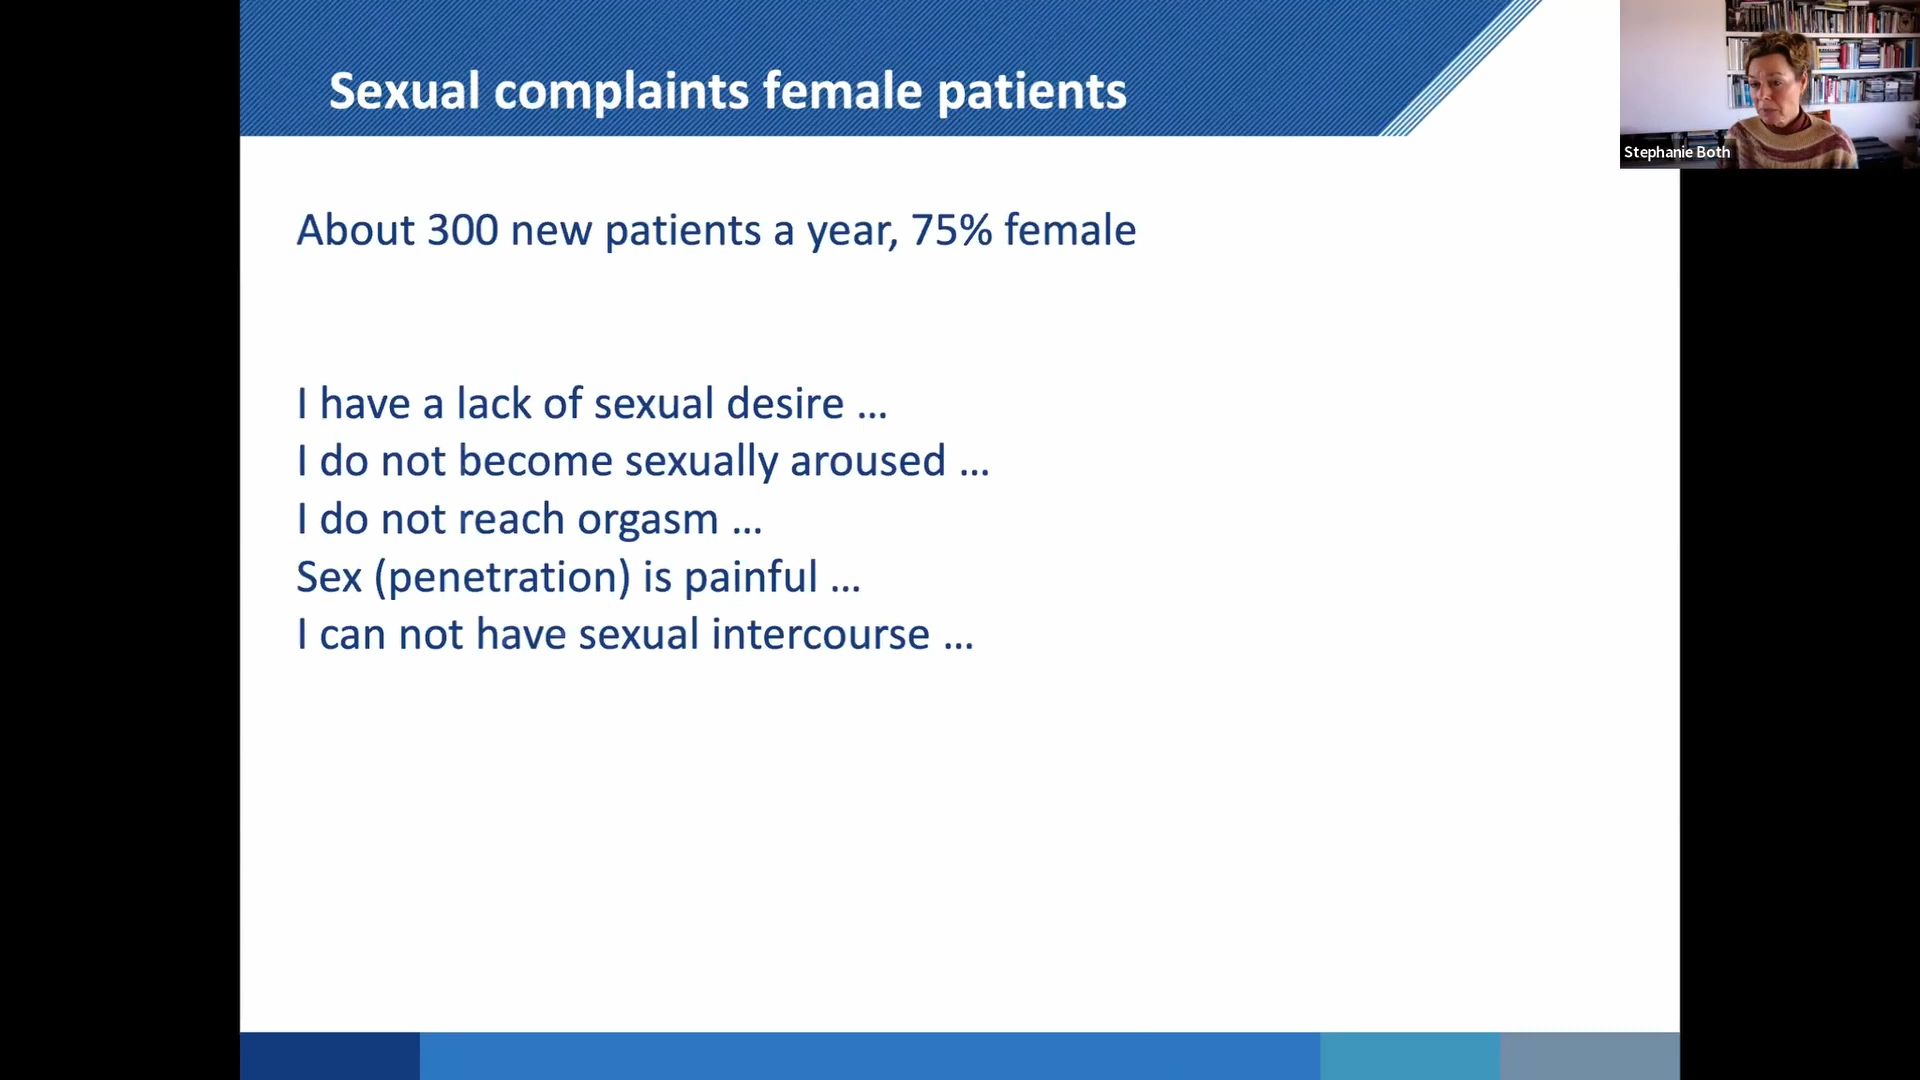 Sexual complaints female patients
Stephanie Both
About 300 new patients a year, 75% female
I have a lack of sexual desire ...
I do not become sexually aroused ...
I do not reach orgasm ...
Sex (penetration) is painful ...
I can not have sexual intercourse ...